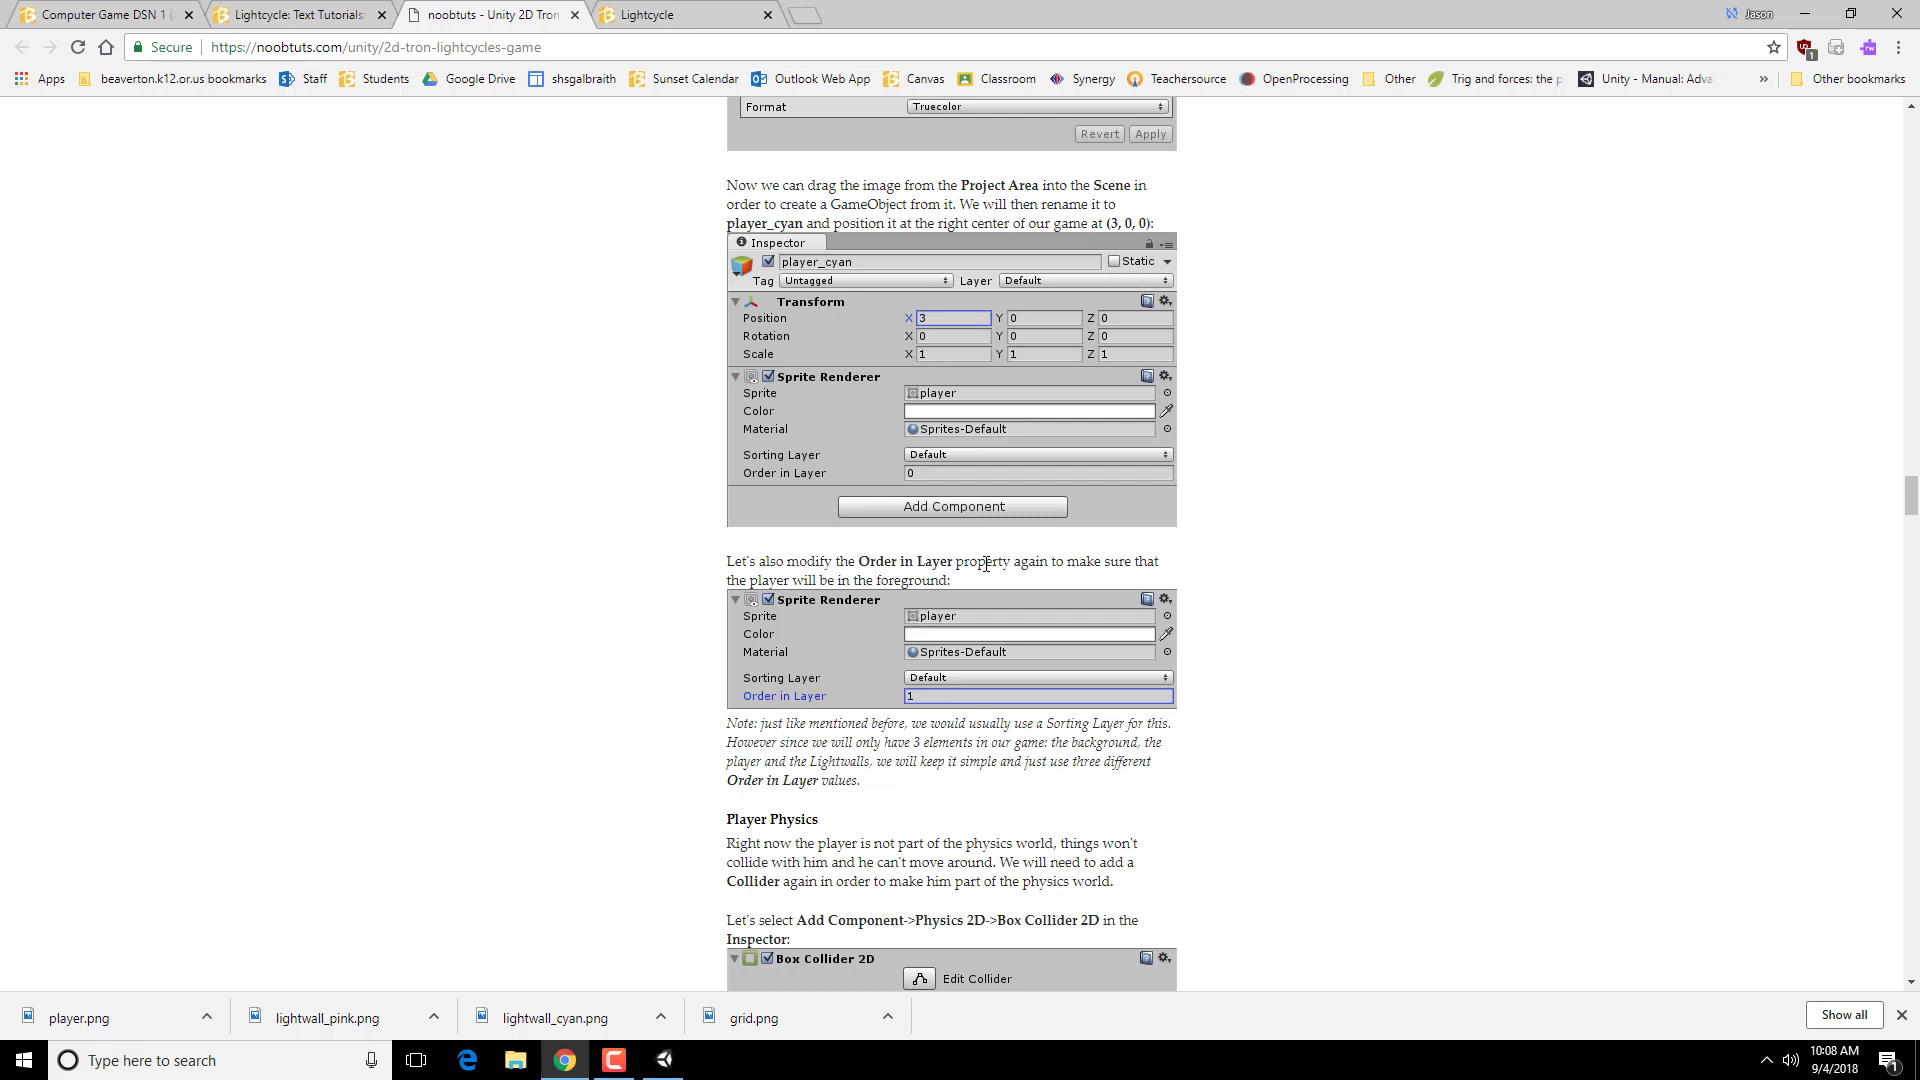 Computer Game DSN 1 (
Lightcycle: Text Tutorials:
noobtuts - Unity 2D Tron
Lightcycle
Jason
Secure
https://noobtuts.com/unity/2d-tron-lightcycles-game
1
Apps
beaverton.k12.or.us bookmarks
Staff
Students
Google Drive
shsgalbraith
Sunset Calendar
Outlook Web App
Canvas
Classroom
Synergy
Teachersource
OpenProcessing
Other
Trig and forces: the p
Unity - Manual: Adva
»
Other bookmarks
Format
Truecolor
Revert
Apply
Now we can drag the image from the Project Area into the Scene in
order to create a GameObject from it. We will then rename it to
player_cyan and position it at the right center of our game at (3, 0, 0):
Inspector
player_cyan
Static
Tag
Untagged
Layer
Default
Transform
Position
X 3
Y 0
Z 0
Rotation
X 0
Y 0
Z 0
Scale
X 1
Y 1
Z 1
Sprite Renderer
Sprite
player
Color
Material
Sprites-Default
Sorting Layer
Default
Order in Layer
0
Add Component
Let's also modify the Order in Layer property again to make sure that
the player will be in the foreground:
Sprite Renderer
Sprite
player
Color
Material
Sprites-Default
Sorting Layer
Default
Order in Layer
1
Note: just like mentioned before, we would usually use a Sorting Layer for this.
However since we will only have 3 elements in our game: the background, the
player and the Lightwalls, we will keep it simple and just use three different
Order in Layer values.
Player Physics
Right now the player is not part of the physics world, things won't
collide with him and he can't move around. We will need to add a
Collider again in order to make him part of the physics world.
Let's select Add Component->Physics 2D->Box Collider 2D in the
Inspector:
Box Collider 2D
Edit Collider
player.png
lightwall_pink.png
lightwall_cyan.png
grid.png
Show all
Type here to search
10:08 AM
9/4/2018
1